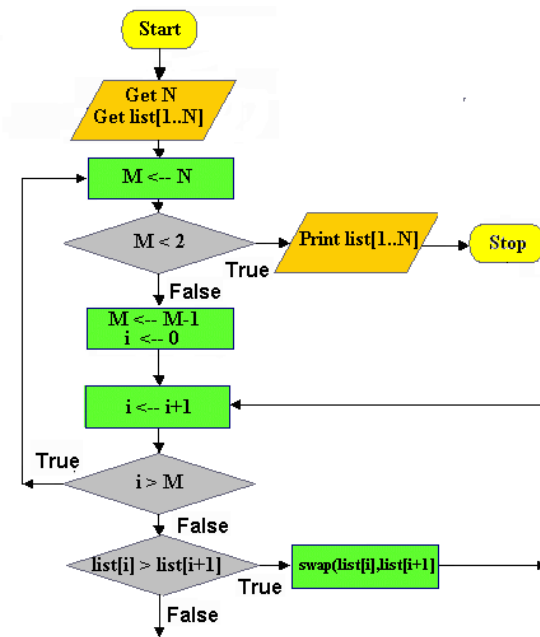 Start
Get N
Get list[1..N]
M <-- N
M < 2
True
Print list[1..N]
Stop
False
M <-- M-1
i <-- 0
i <-- i+1
True
i > M
False
list[i] > list[i+1]
True
swap(list[i],list[i+1]
False